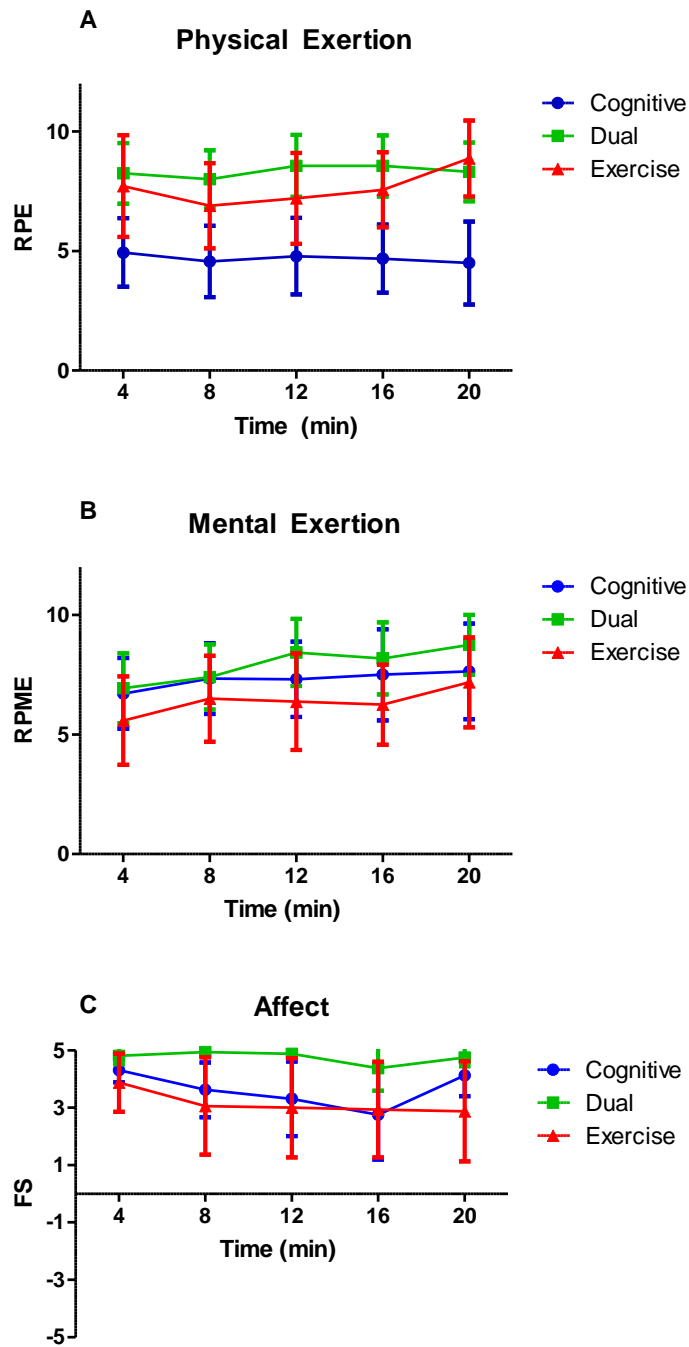 A
Physical Exertion
10
5
0
RPE
4 8 12 16 20
Time (min)
Cognitive
Dual
Exercise
B
Mental Exertion
10
5
0
RPME
4 8 12 16 20
Time (min)
Cognitive
Dual
Exercise
C
Affect
5
3
1
-1
-3
-5
FS
4 8 12 16 20
Time (min)
Cognitive
Dual
Exercise